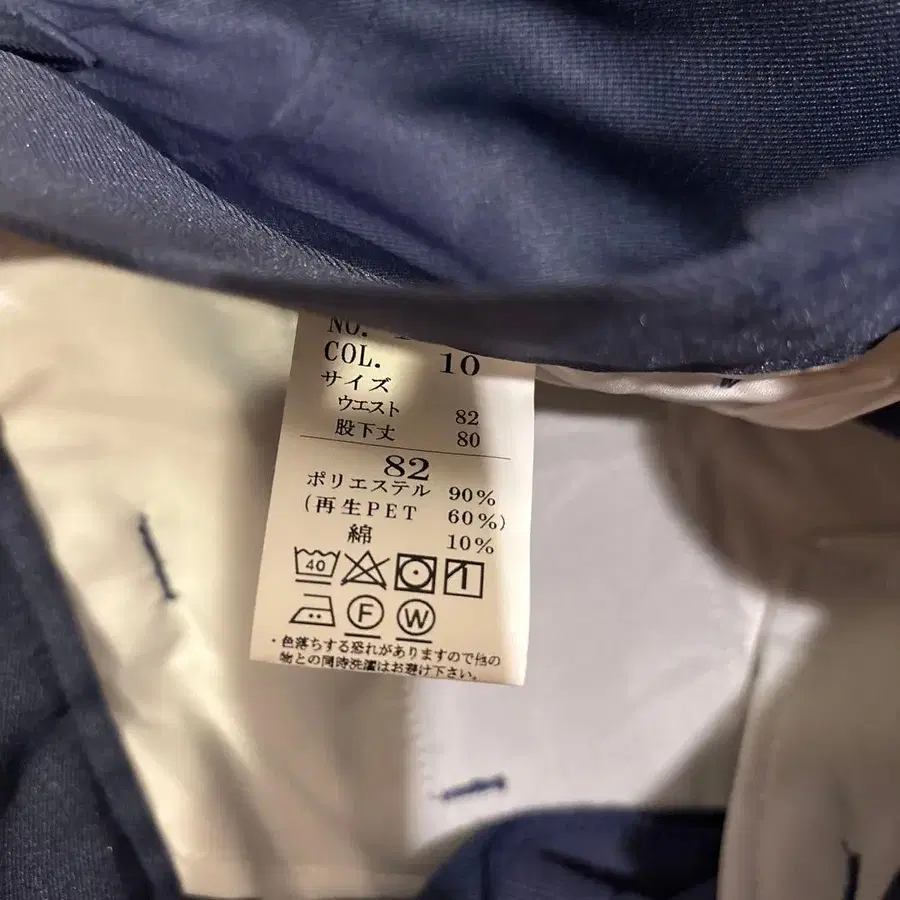 NO.
COL. 10
サイズ
ウエスト 82
股下丈 80
82
ポリエステル 90%
(再生PET 60%)
綿 10%
40
F W
・色落ちする恐れがありますので他の
物との同時洗濯はお避け下さい。